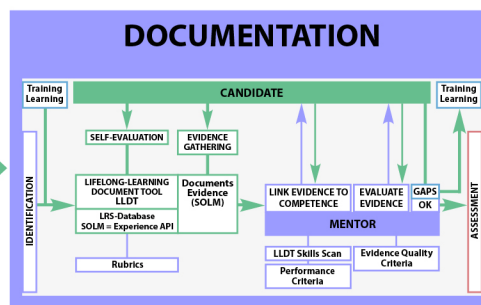 DOCUMENTATION
Training
Learning
CANDIDATE
Training
Learning
SELF-EVALUATION
EVIDENCE
GATHERING
IDENTIFICATION
LIFELONG-LEARNING
DOCUMENT TOOL
LLDT
LRS-Database
SOLM = Experience API
Documents
Evidence
(SOLM)
LINK EVIDENCE TO
COMPETENCE
EVALUATE
EVIDENCE
GAPS
OK
MENTOR
ASSESSMENT
Rubrics
LLDT Skills Scan
Performance
Criteria
Evidence Quality
Criteria